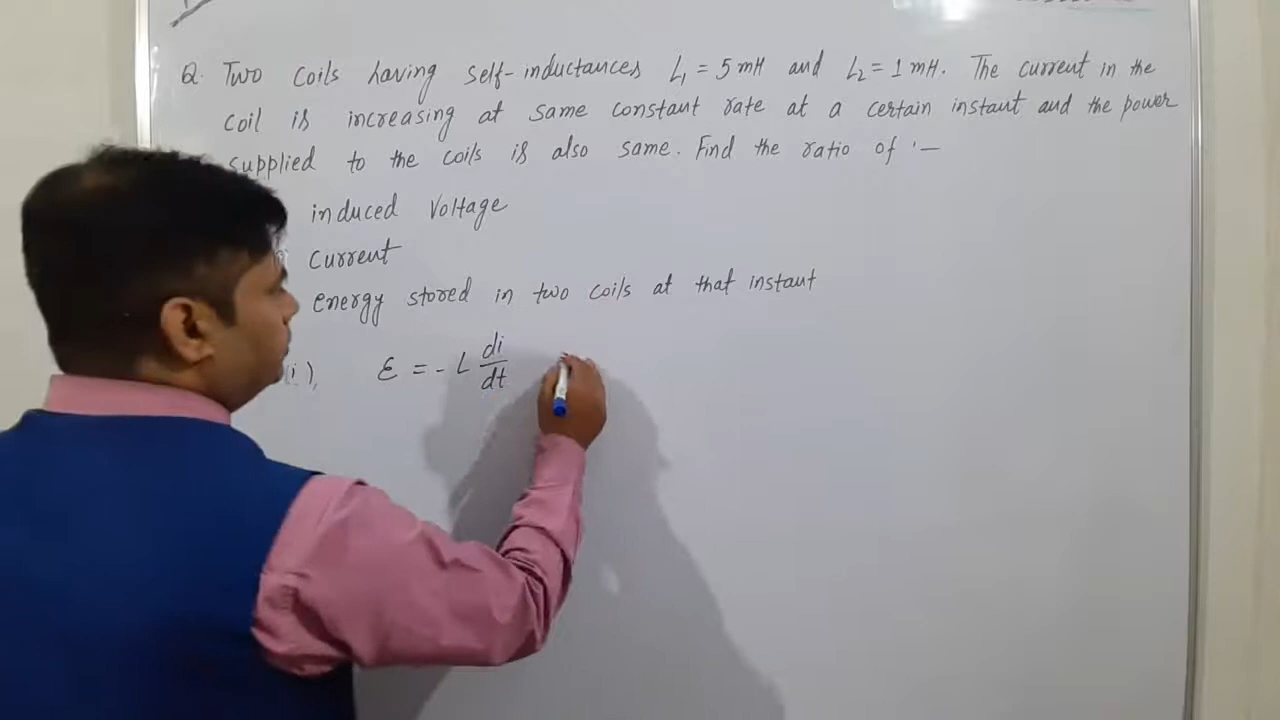 Q. Two coils having self-inductances L₁ = 5 mH and L₂ = 1 mH. The current in the
coil is increasing at same constant rate at a certain instant and the power
supplied to the coils is also same. Find the ratio of :-
induced voltage
current
energy stored in two coils at that instant
(i), ε = - L di/dt